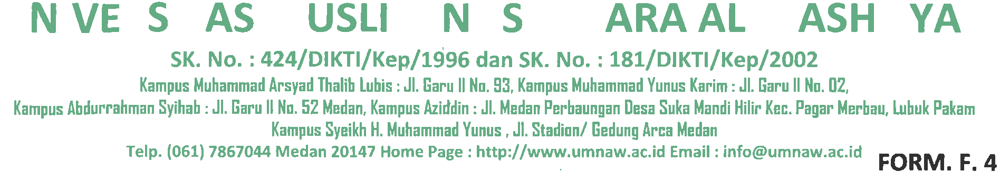 N VE S AS USLI N S ARA AL ASH YA
SK. No. : 424/DIKTI/Kep/1996 dan SK. No. : 181/DIKTI/Kep/2002
Kampus Muhammad Arsyad Thalib Lubis : Jl. Garu II No. 93, Kampus Muhammad Yunus Karim : Jl. Garu II No. 02,
Kampus Abdurrahman Syihab : Jl. Garu II No. 52 Medan, Kampus Aziddin : Jl. Medan Perbaungan Desa Suka Mandi Hilir Kec. Pagar Merbau, Lubuk Pakam
Kampus Syeikh H. Muhammad Yunus , Jl. Stadion/ Gedung Arca Medan
Telp. (061) 7867044 Medan 20147 Home Page : http://www.umnaw.ac.id Email : info@umnaw.ac.id
FORM. F. 4